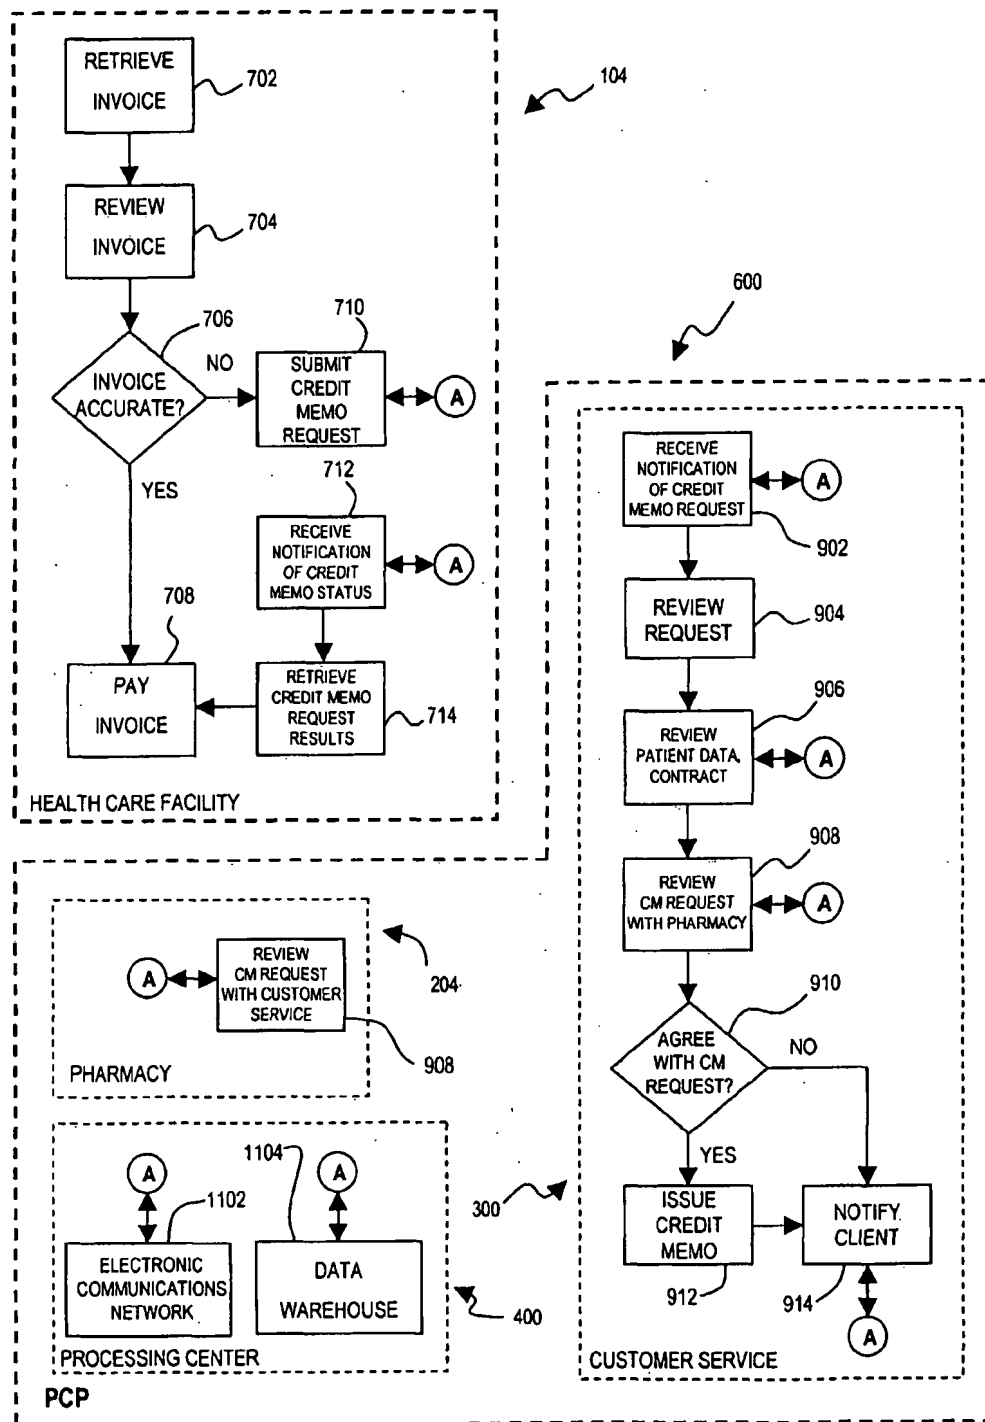 RETRIEVE
INVOICE
702
104
REVIEW
INVOICE
704
706
INVOICE
ACCURATE?
NO
710
SUBMIT
CREDIT
MEMO
REQUEST
A
YES
712
RECEIVE
NOTIFICATION
OF CREDIT
MEMO STATUS
A
708
PAY
INVOICE
RETRIEVE
CREDIT MEMO
REQUEST
RESULTS
714
HEALTH CARE FACILITY
600
RECEIVE
NOTIFICATION
OF CREDIT
MEMO REQUEST
A
902
REVIEW
REQUEST
904
906
REVIEW
PATIENT DATA,
CONTRACT
A
908
REVIEW
CM REQUEST
WITH PHARMACY
A
910
AGREE
WITH CM
REQUEST?
NO
YES
300
ISSUE
CREDIT
MEMO
912
NOTIFY
CLIENT
914
A
CUSTOMER SERVICE
A
REVIEW
CM REQUEST
WITH CUSTOMER
SERVICE
204
908
PHARMACY
A
1102
ELECTRONIC
COMMUNICATIONS
NETWORK
1104
A
DATA
WAREHOUSE
400
PROCESSING CENTER
PCP